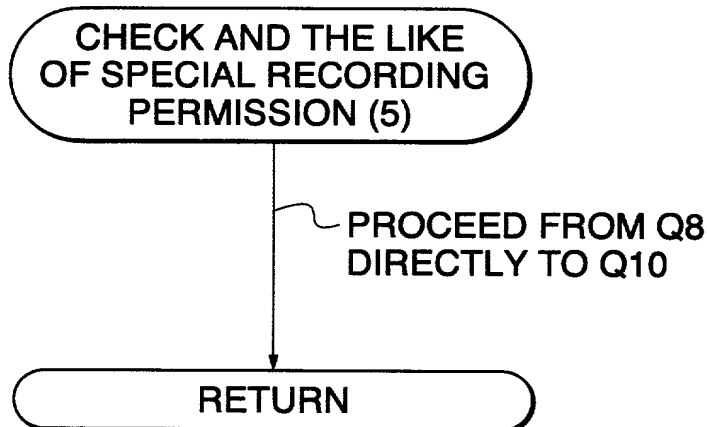 CHECK AND THE LIKE
OF SPECIAL RECORDING
PERMISSION (5)
PROCEED FROM Q8
DIRECTLY TO Q10
RETURN